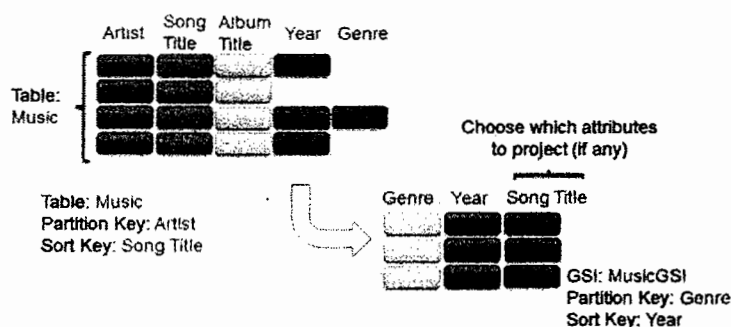 Artist Song Title Album Title Year Genre
Table: Music
Table: Music
Partition Key: Artist
Sort Key: Song Title
Choose which attributes
to project (if any)
Genre Year Song Title
GSI: MusicGSI
Partition Key: Genre
Sort Key: Year